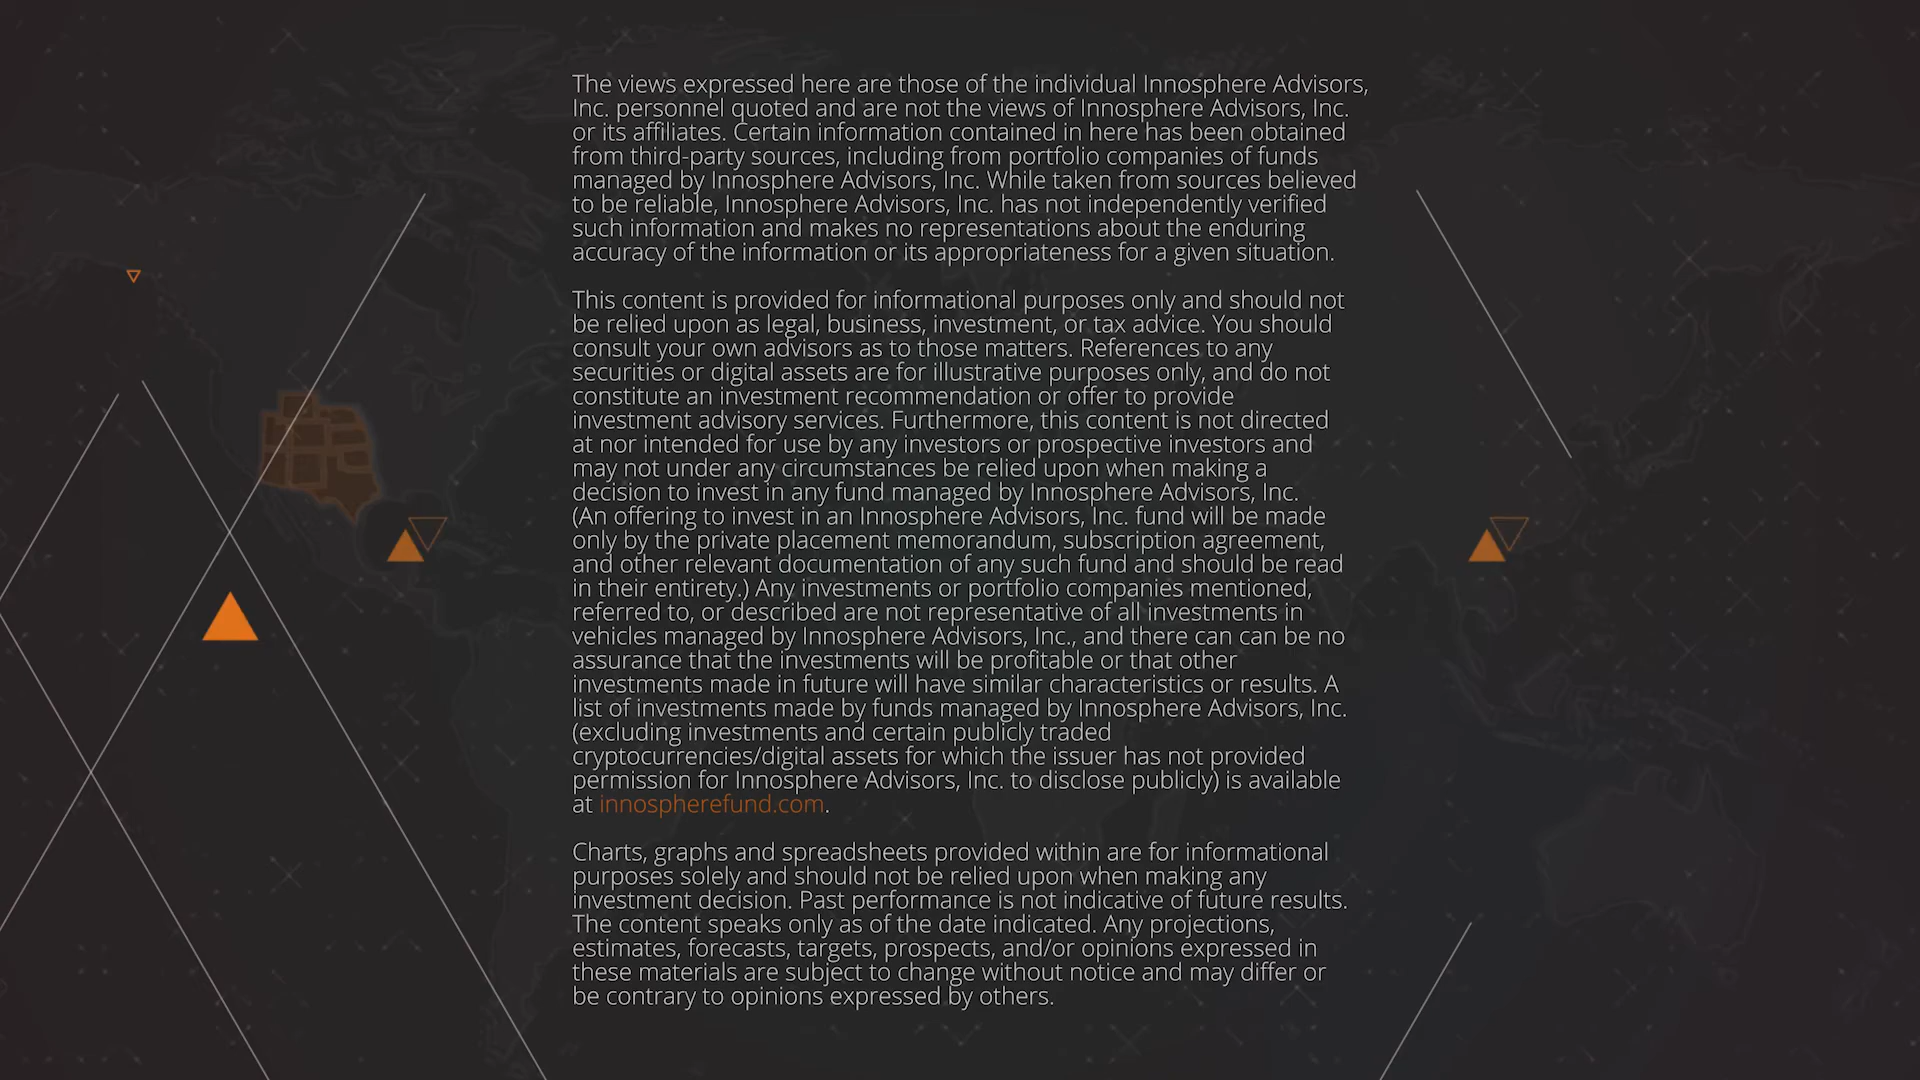 The views expressed here are those of the individual Innosphere Advisors,
Inc. personnel quoted and are not the views of Innosphere Advisors, Inc.
or its affiliates. Certain information contained in here has been obtained
from third-party sources, including from portfolio companies of funds
managed by Innosphere Advisors, Inc. While taken from sources believed
to be reliable, Innosphere Advisors, Inc. has not independently verified
such information and makes no representations about the enduring
accuracy of the information or its appropriateness for a given situation.
This content is provided for informational purposes only and should not
be relied upon as legal, business, investment, or tax advice. You should
consult your own advisors as to those matters. References to any
securities or digital assets are for illustrative purposes only, and do not
constitute an investment recommendation or offer to provide
investment advisory services. Furthermore, this content is not directed
at nor intended for use by any investors or prospective investors and
may not under any circumstances be relied upon when making a
decision to invest in any fund managed by Innosphere Advisors, Inc.
(An offering to invest in an Innosphere Advisors, Inc. fund will be made
only by the private placement memorandum, subscription agreement,
and other relevant documentation of any such fund and should be read
in their entirety.) Any investments or portfolio companies mentioned,
referred to, or described are not representative of all investments in
vehicles managed by Innosphere Advisors, Inc., and there can can be no
assurance that the investments will be profitable or that other
investments made in future will have similar characteristics or results. A
list of investments made by funds managed by Innosphere Advisors, Inc.
(excluding investments and certain publicly traded
cryptocurrencies/digital assets for which the issuer has not provided
permission for Innosphere Advisors, Inc. to disclose publicly) is available
at innospherefund.com.
Charts, graphs and spreadsheets provided within are for informational
purposes solely and should not be relied upon when making any
investment decision. Past performance is not indicative of future results.
The content speaks only as of the date indicated. Any projections,
estimates, forecasts, targets, prospects, and/or opinions expressed in
these materials are subject to change without notice and may differ or
be contrary to opinions expressed by others.